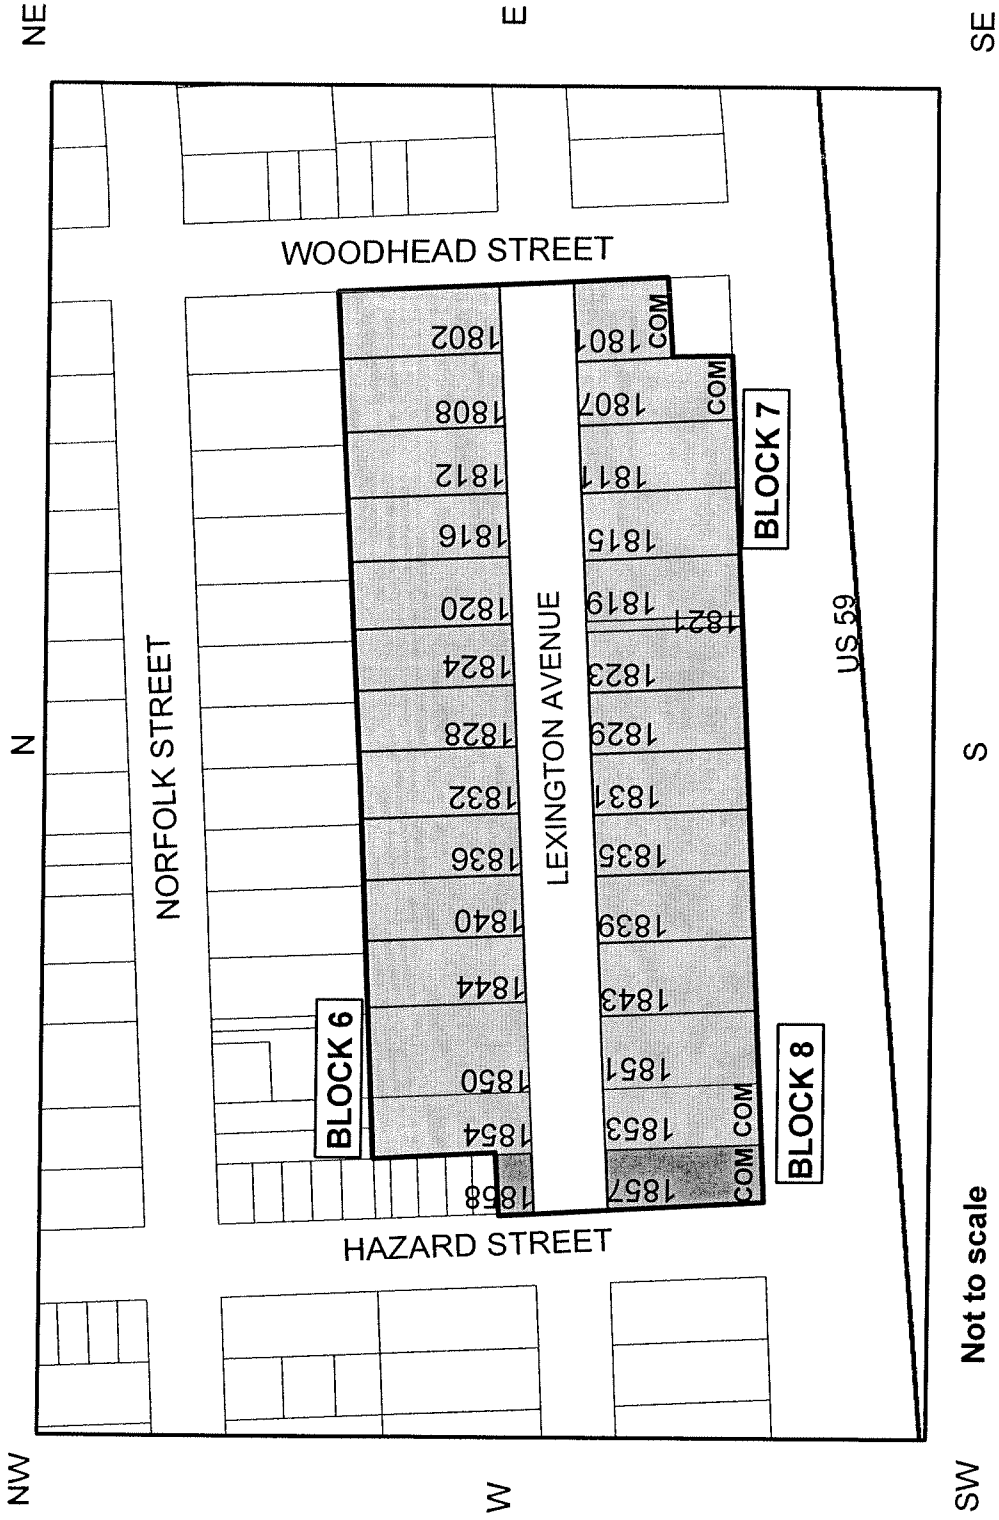 NW
N
NE
NORFOLK STREET
BLOCK 6
W
HAZARD STREET
1858
1854
1850
1844
1840
1836
1832
1828
1824
1820
1816
1812
1808
1802
WOODHEAD STREET
E
LEXINGTON AVENUE
1857
1853
1851
1843
1839
1835
1831
1829
1823
1821
1819
1815
1811
1807
1801
COM
COM
COM
COM
BLOCK 8
BLOCK 7
US 59
Not to scale
SW
S
SE